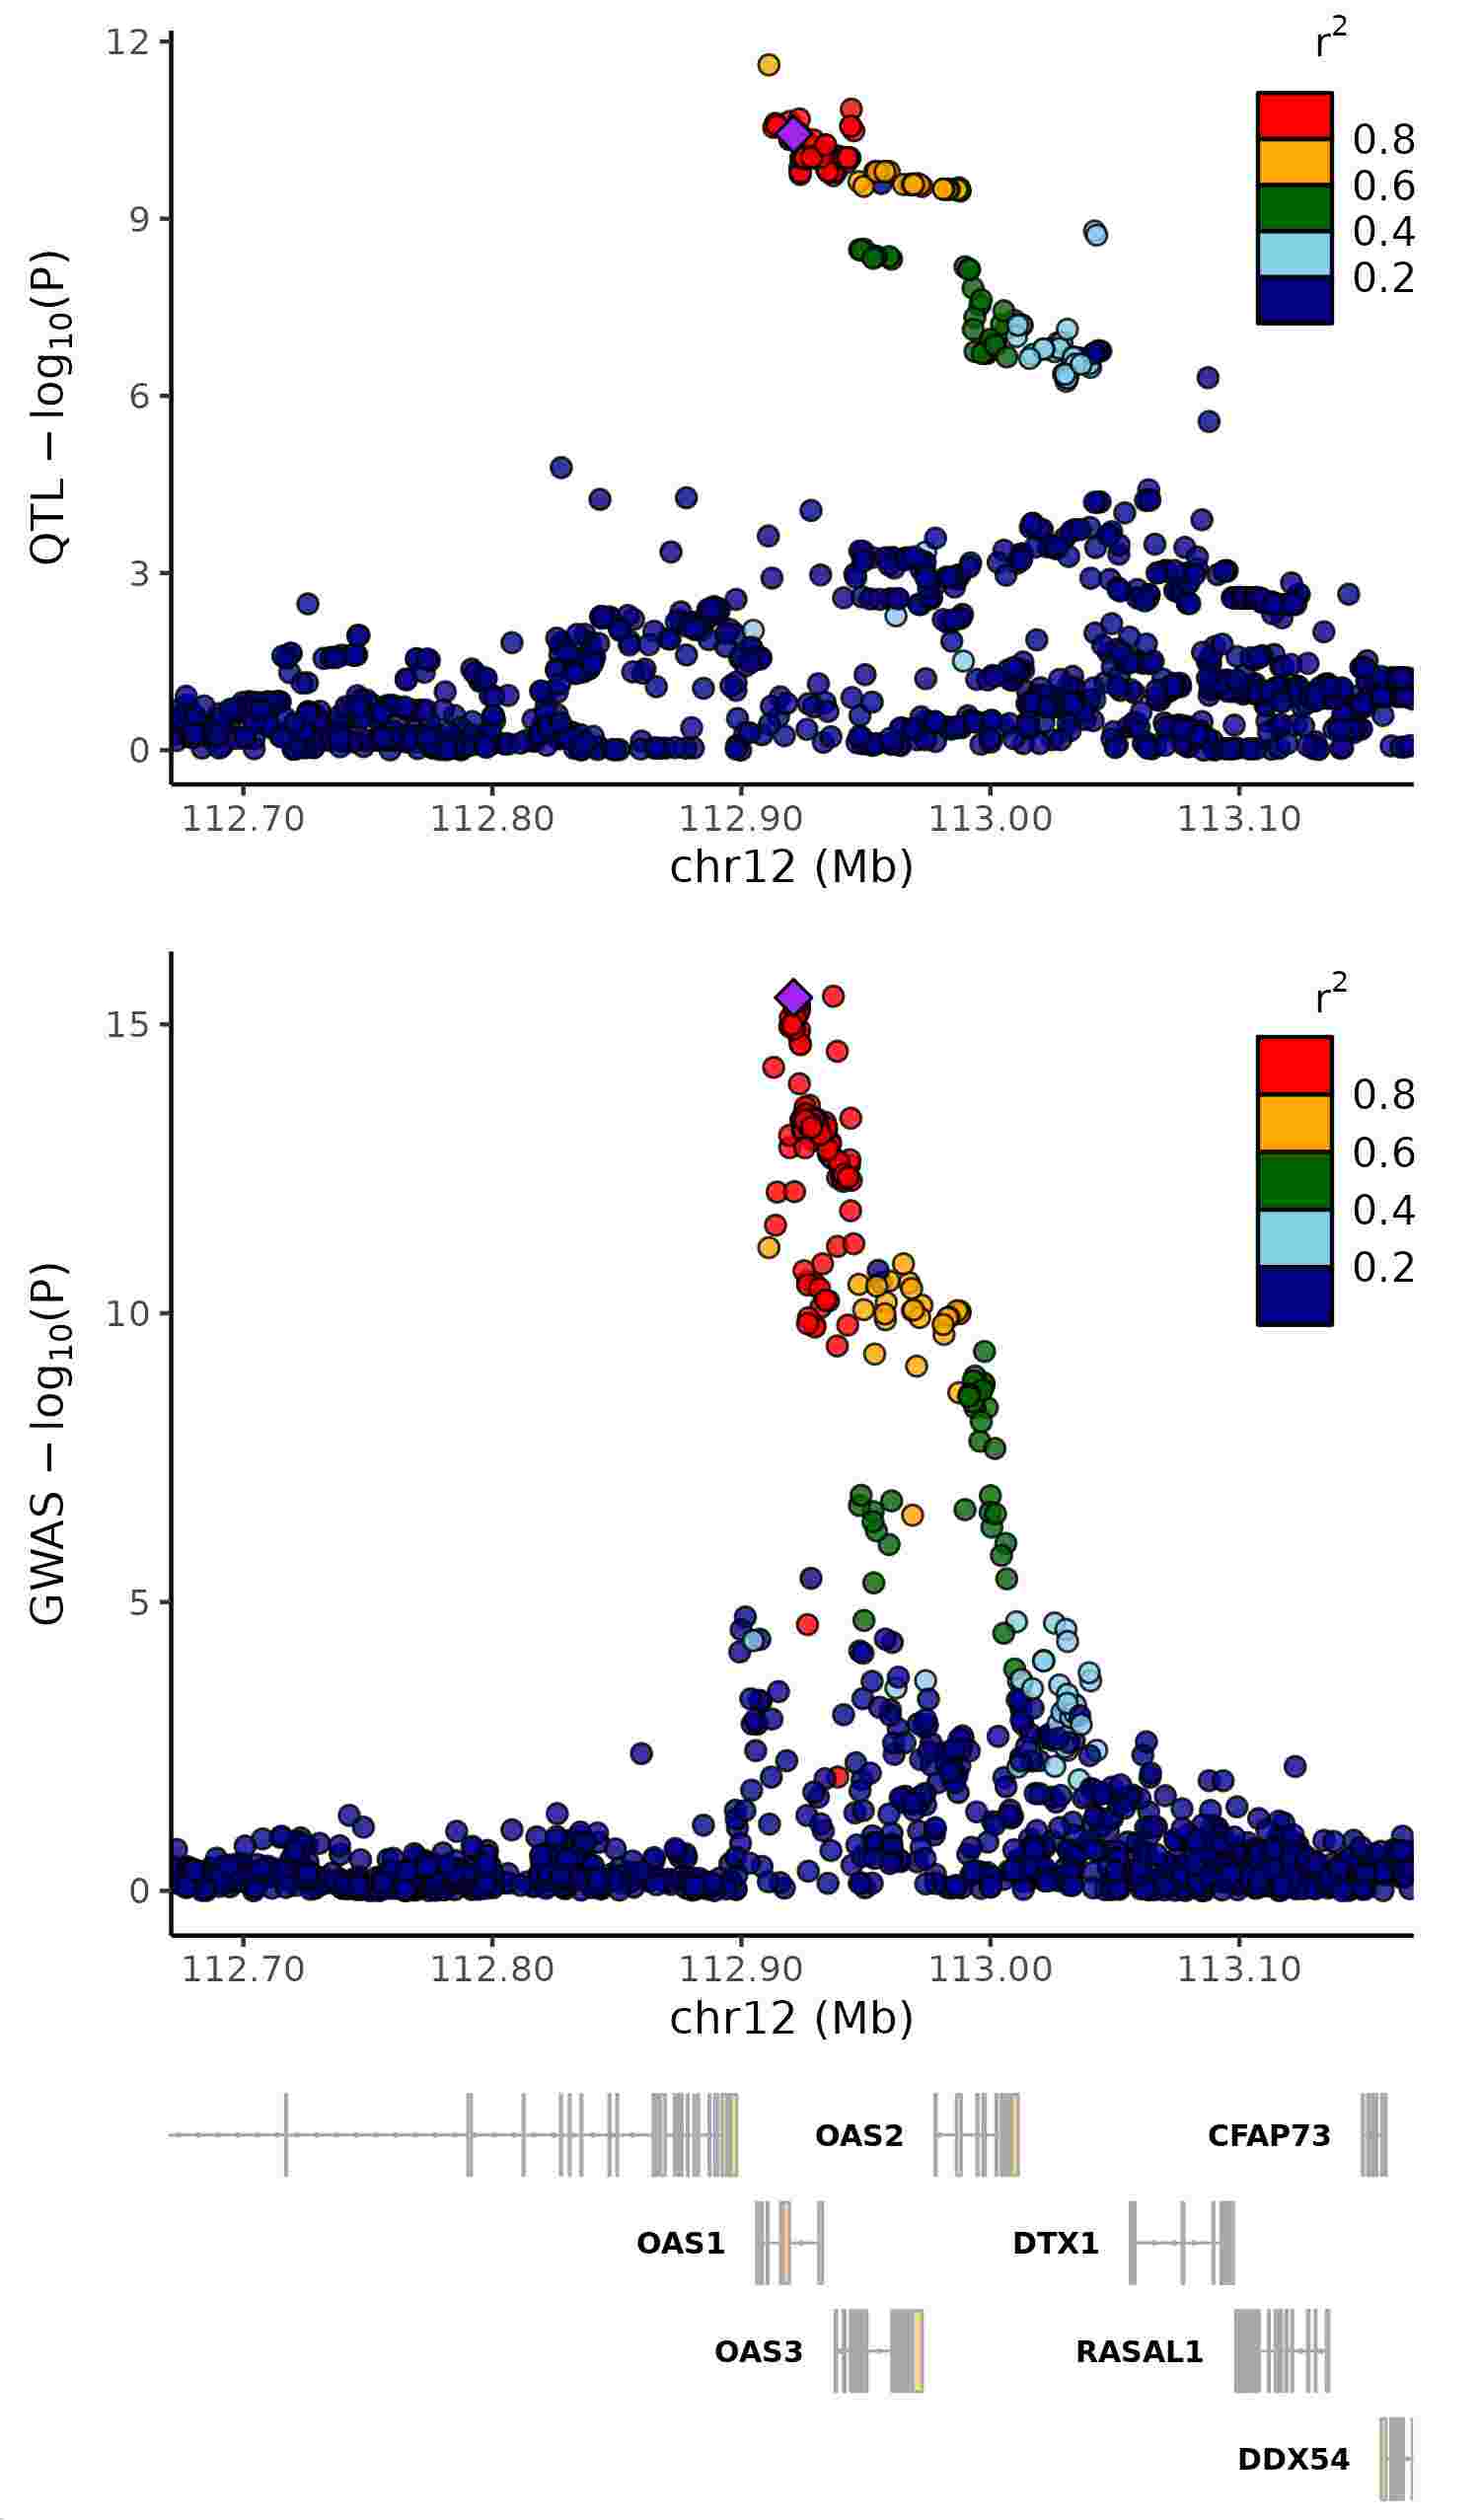 r2
12
9
6
3
0
0.8
0.6
0.4
0.2
QTL −log10(P)
112.70 112.80 112.90 113.00 113.10
chr12 (Mb)
r2
15
10
5
0
0.8
0.6
0.4
0.2
GWAS −log10(P)
112.70 112.80 112.90 113.00 113.10
chr12 (Mb)
OAS2 CFAP73
OAS1 DTX1
OAS3 RASAL1
DDX54